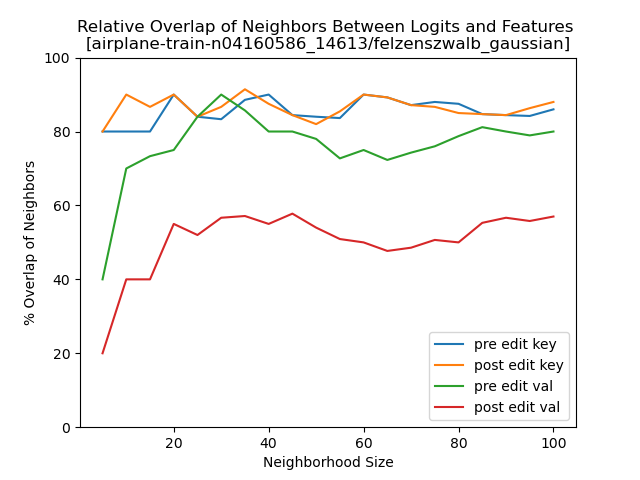 Relative Overlap of Neighbors Between Logits and Features
[airplane-train-n04160586_14613/felzenszwalb_gaussian]
100
80
60
40
20
0
% Overlap of Neighbors
20 40 60 80 100
Neighborhood Size
pre edit key
post edit key
pre edit val
post edit val